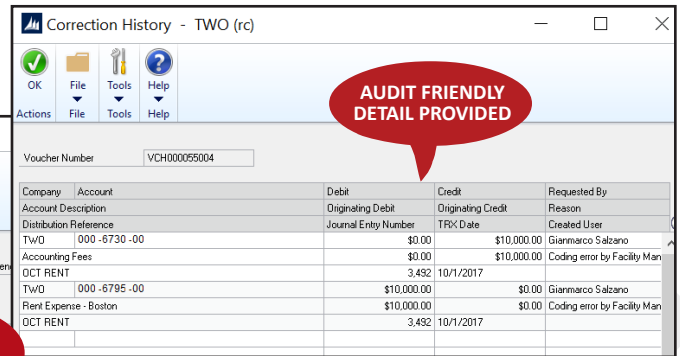 Correction History - TWO (rc)
OK File Tools Help
Actions File Tools Help
AUDIT FRIENDLY
DETAIL PROVIDED
Voucher Number VCH000055004
Company Account Debit Credit Requested By
Account Description Originating Debit Originating Credit Reason
Distribution Reference Journal Entry Number TRX Date Created User
TWO 000 -6730 -00 $0.00 $10,000.00 Gianmarco Salzano
Accounting Fees $0.00 $10,000.00 Coding error by Facility Man
OCT RENT 3,492 10/1/2017
TWO 000 -6795 -00 $10,000.00 $0.00 Gianmarco Salzano
Rent Expense - Boston $10,000.00 $0.00 Coding error by Facility Man
OCT RENT 3,492 10/1/2017